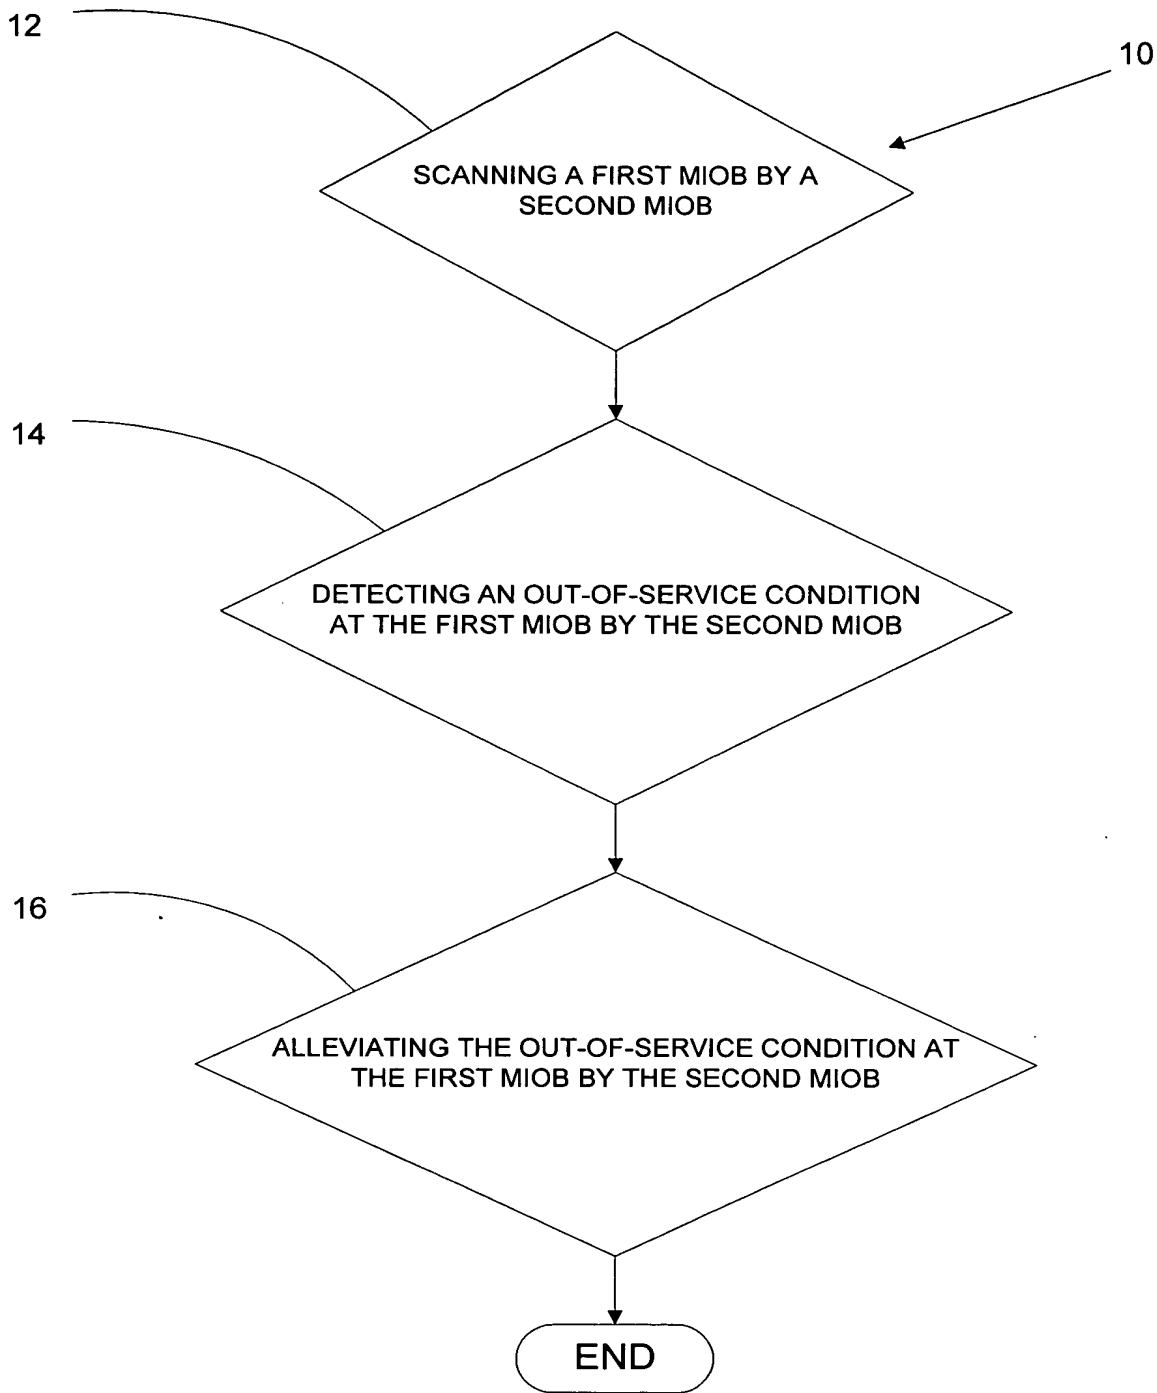 12
10
SCANNING A FIRST MIOB BY A
SECOND MIOB
14
DETECTING AN OUT-OF-SERVICE CONDITION
AT THE FIRST MIOB BY THE SECOND MIOB
16
ALLEVIATING THE OUT-OF-SERVICE CONDITION AT
THE FIRST MIOB BY THE SECOND MIOB
END